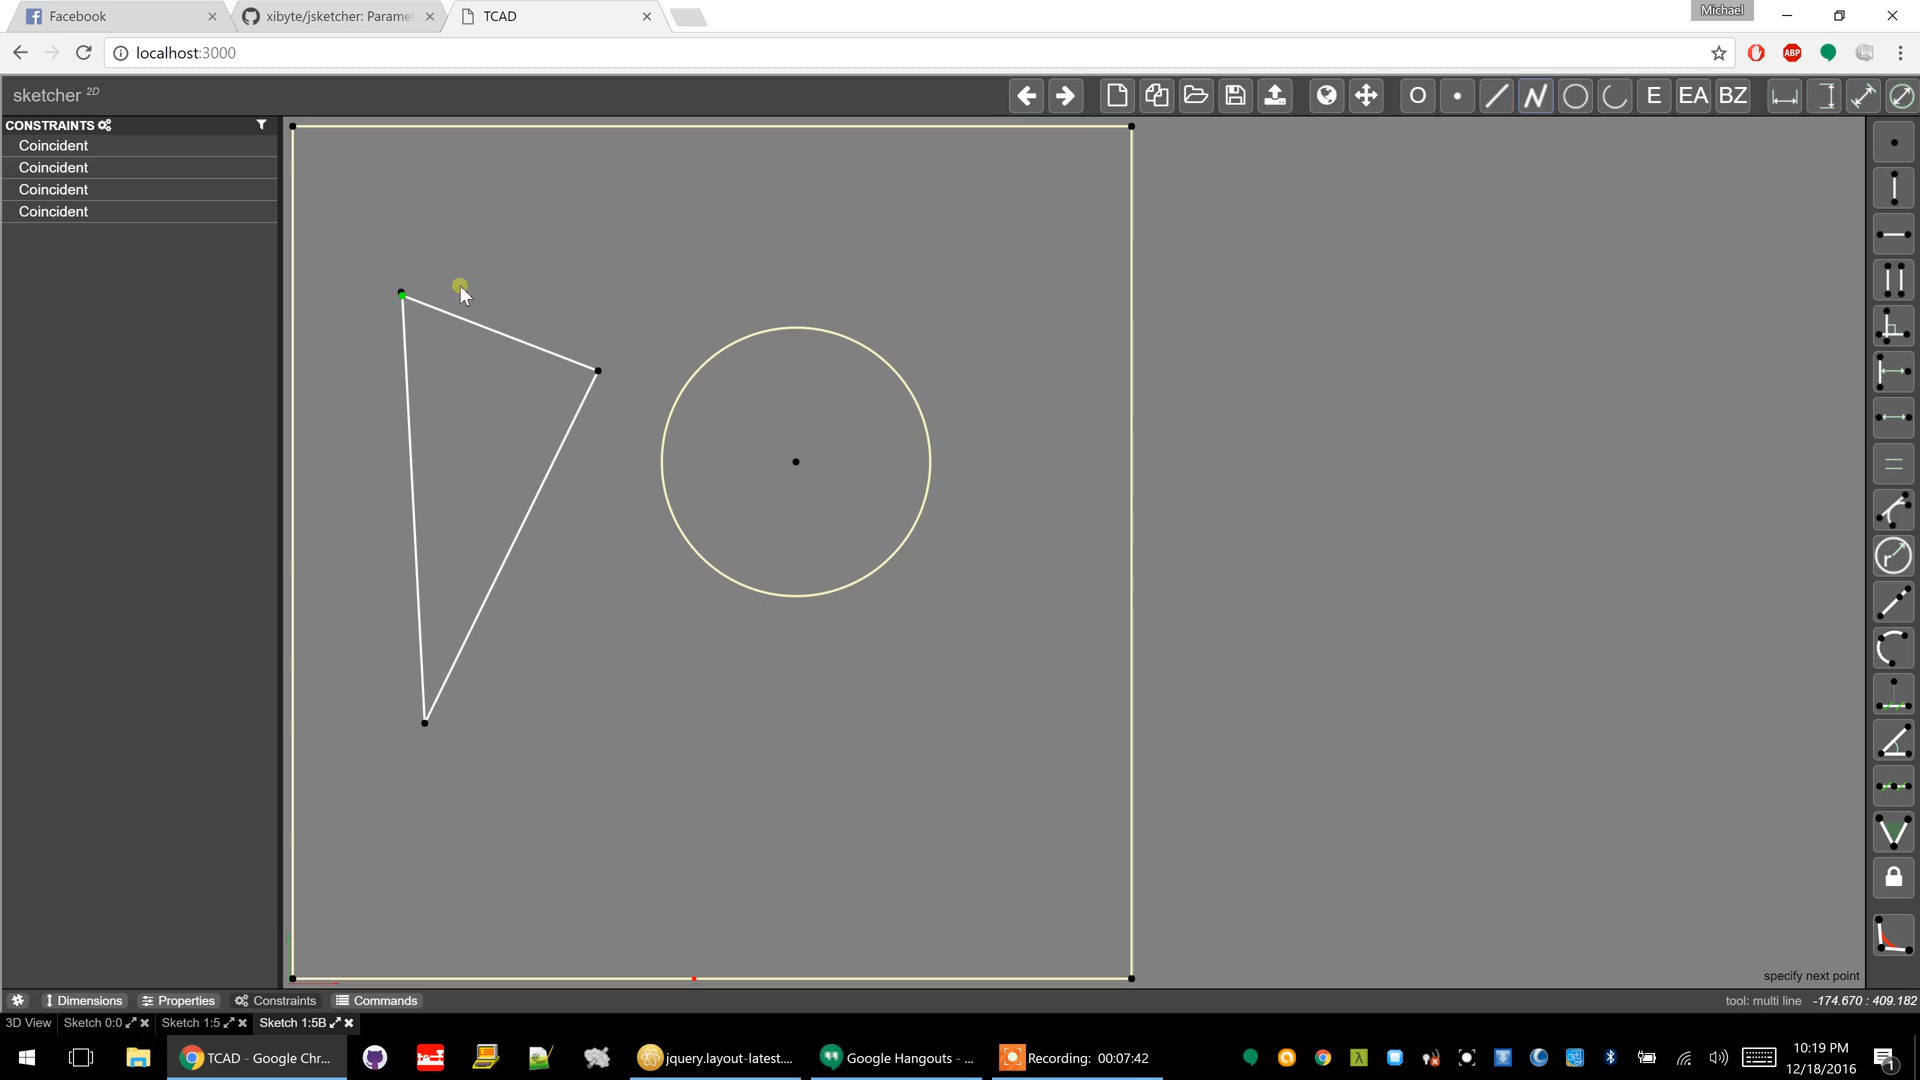 Facebook
xibyte/jsketcher: Parame
TCAD
Michael
localhost:3000
ABP
sketcher 2D
O
E
EA
BZ
CONSTRAINTS
Coincident
Coincident
Coincident
Coincident
r
specify next point
Dimensions
Properties
Constraints
Commands
tool: multi line -174.670 : 409.182
3D View
Sketch 0:0
Sketch 1:5
Sketch 1:5B
TCAD - Google Chr...
jquery.layout-latest....
Google Hangouts - ...
Recording: 00:07:42
10:19 PM
12/18/2016
1